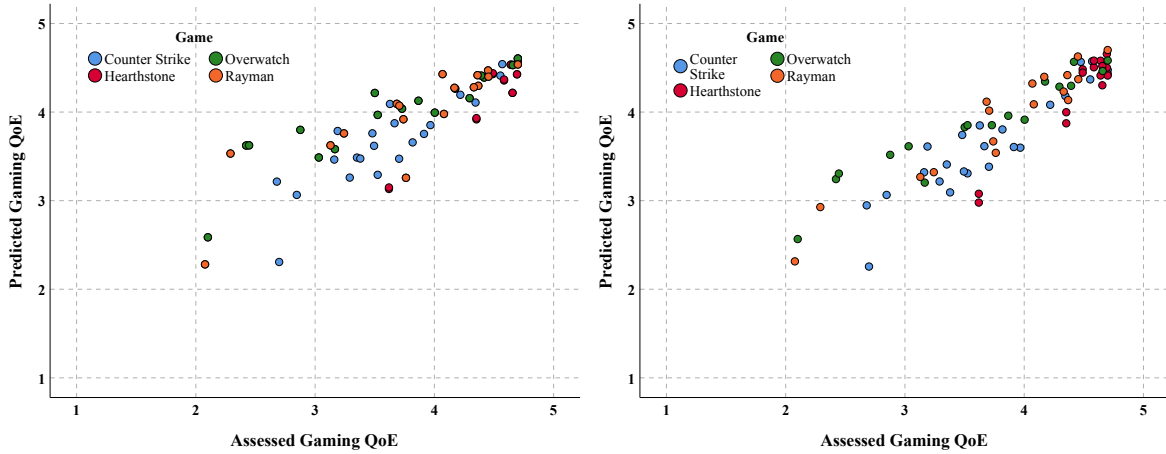 Game
Counter Strike
Overwatch
Hearthstone
Rayman
5
4
3
2
1
Predicted Gaming QoE
1
2
3
4
5
Assessed Gaming QoE
Game
Counter
Strike
Overwatch
Rayman
Hearthstone
5
4
3
2
1
Predicted Gaming QoE
1
2
3
4
5
Assessed Gaming QoE